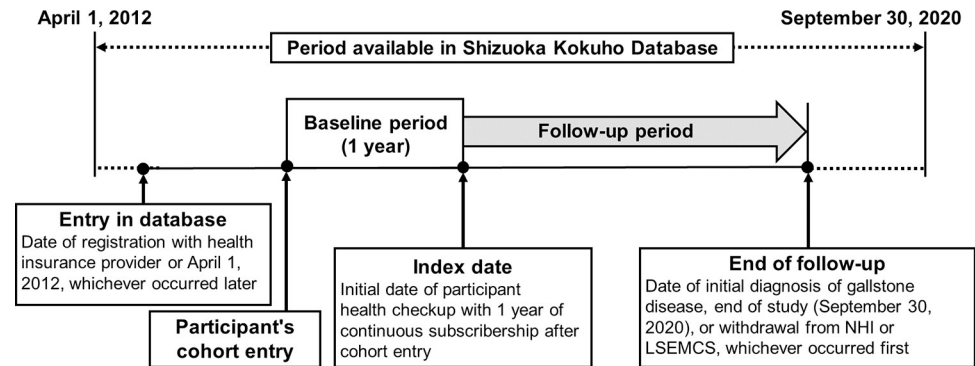 April 1, 2012
September 30, 2020
Period available in Shizuoka Kokuho Database
Baseline period
(1 year)
Follow-up period
Entry in database
Date of registration with health
insurance provider or April 1,
2012, whichever occurred later
Participant's
cohort entry
Index date
Initial date of participant
health checkup with 1 year of
continuous subscribership after
cohort entry
End of follow-up
Date of initial diagnosis of gallstone
disease, end of study (September 30,
2020), or withdrawal from NHI or
LSEMCS, whichever occurred first